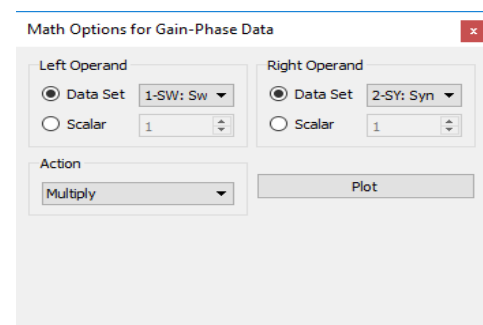 Math Options for Gain-Phase Data
x
Left Operand
Data Set 1-SW: Sw
Scalar 1
Right Operand
Data Set 2-SY: Syn
Scalar 1
Action
Multiply
Plot